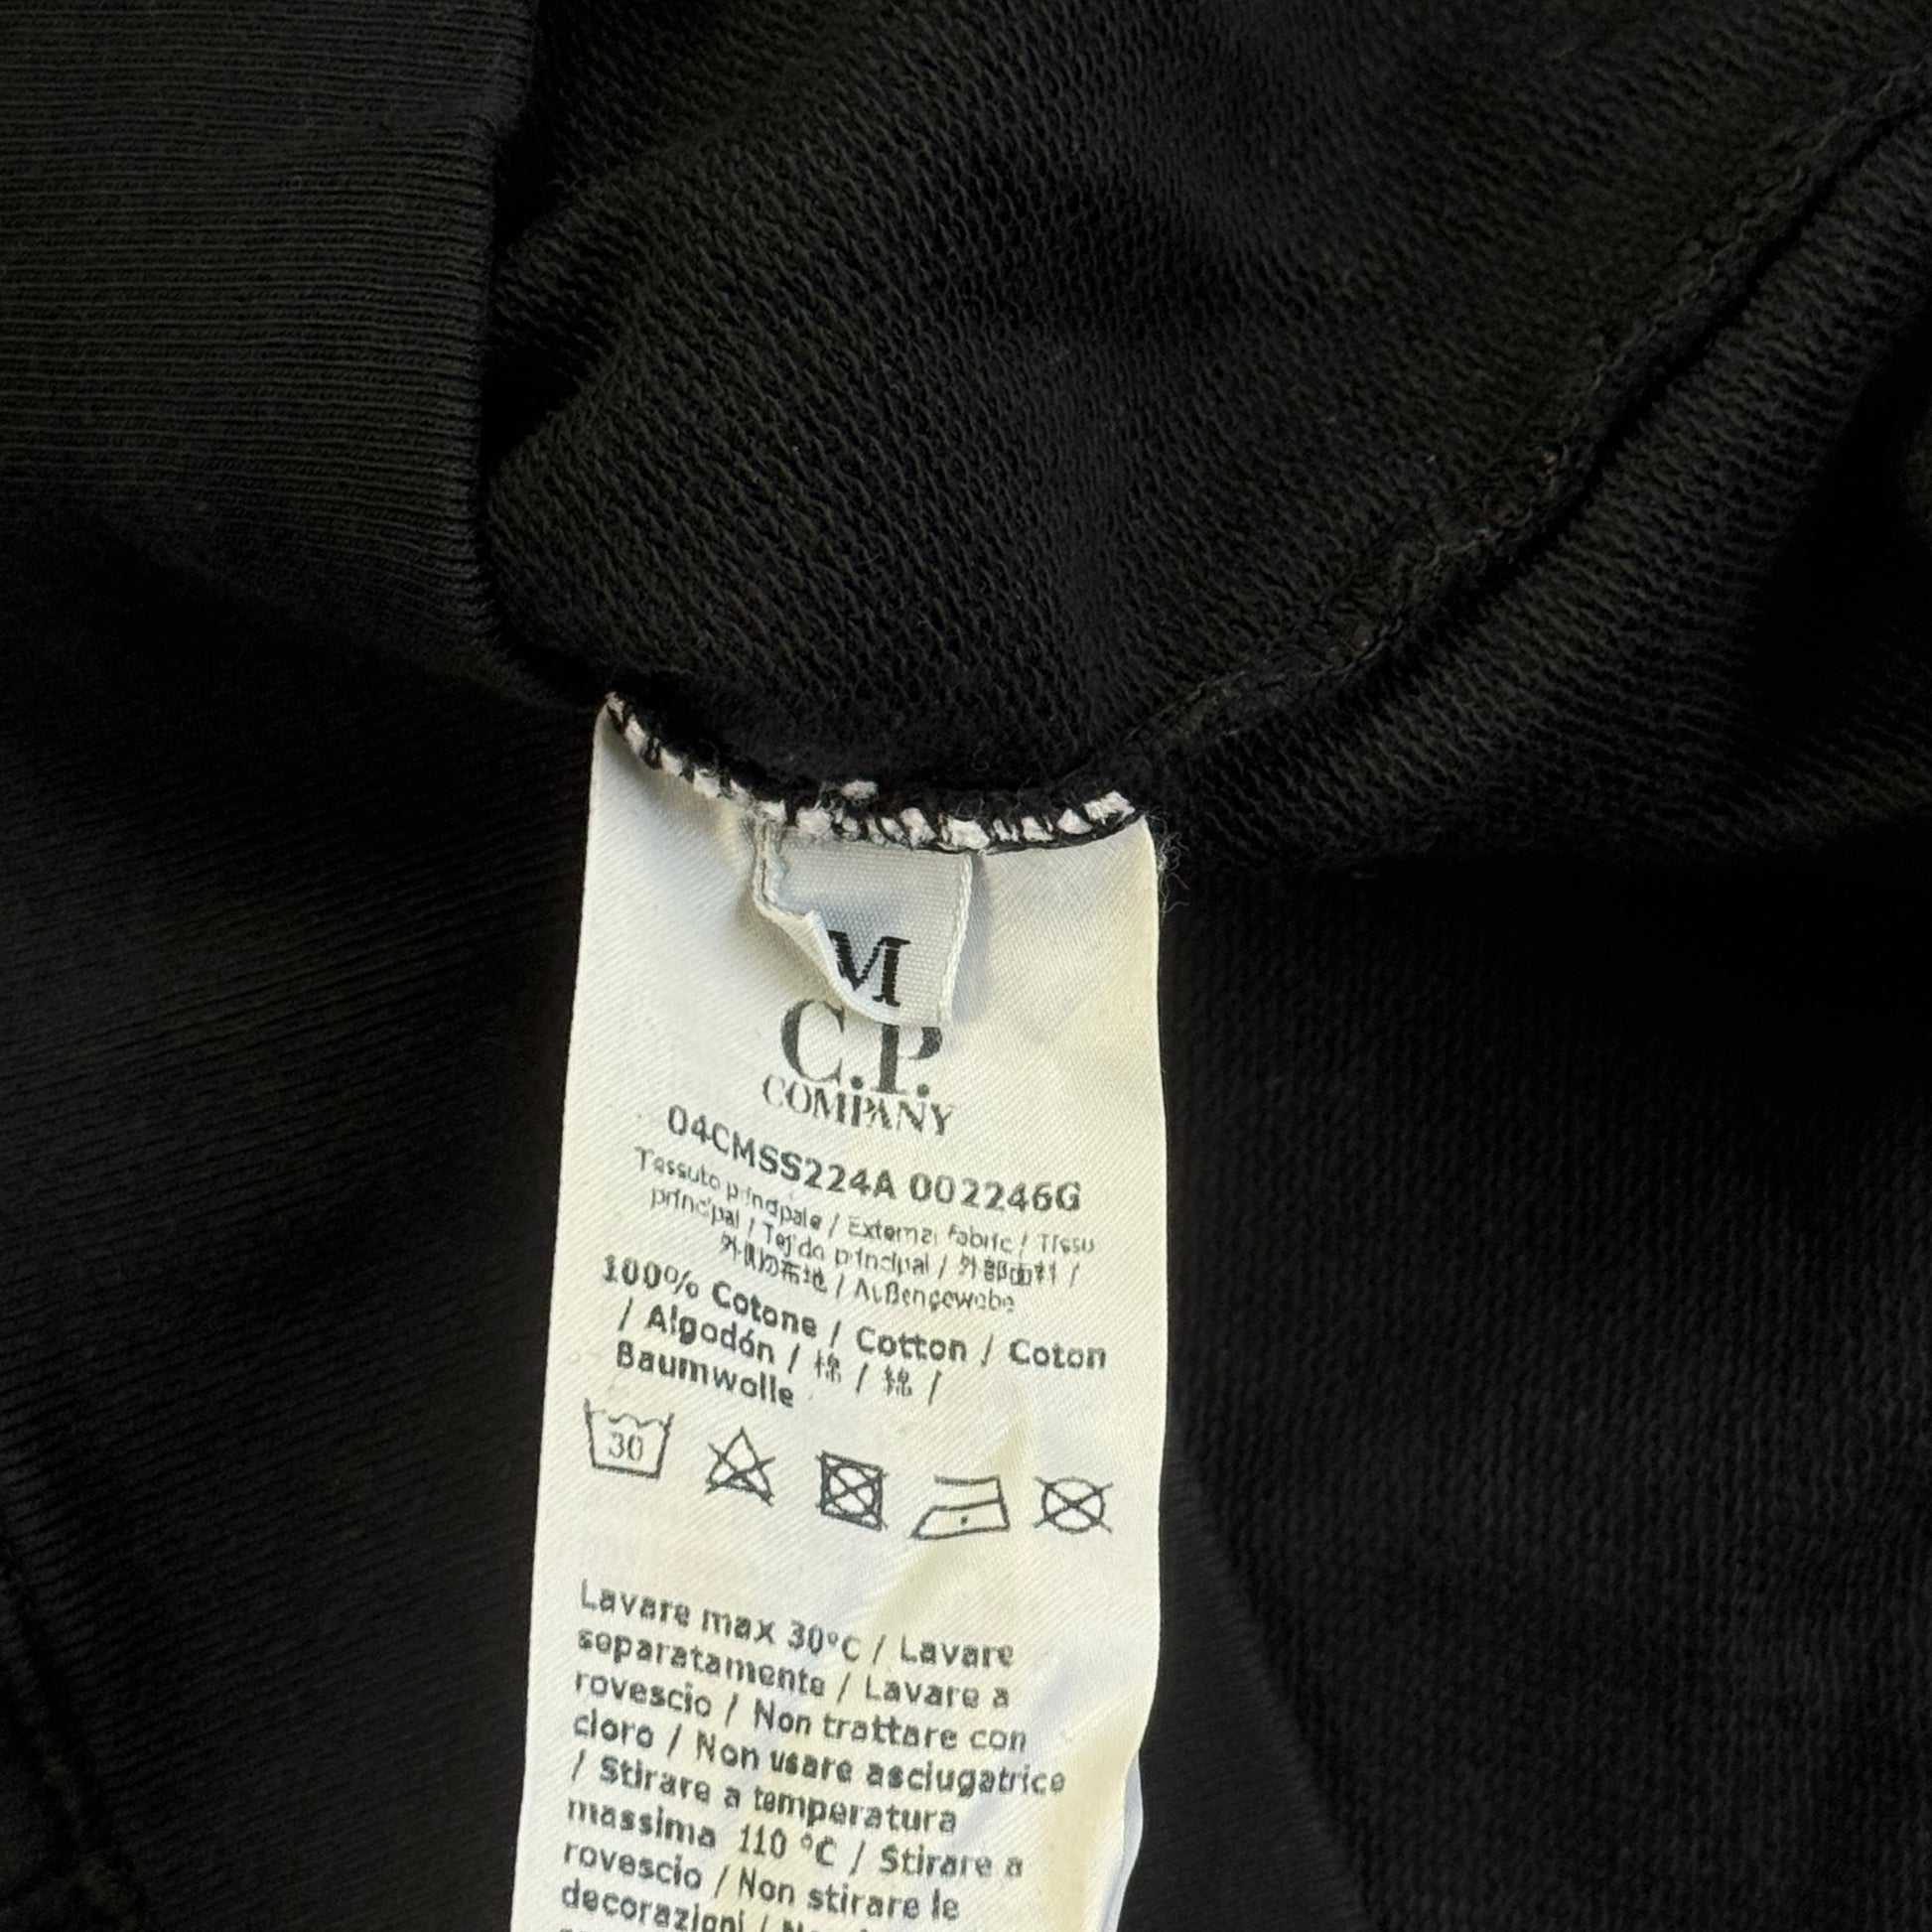 M
C.P.
COMPANY
04CMSS224A 002246G
Tessuto principale / External fabric / Tissu
principal / Tejido principal / 外部面料 /
外側の布地 / Außengewebe
100% Cotone / Cotton / Coton
/ Algodón / 棉 / 綿 /
Baumwolle
30
Lavare max 30°C / Lavare
separatamente / Lavare a
rovescio / Non trattare con
cloro / Non usare asciugatrice
/ Stirare a temperatura
massima 110 °C / Stirare a
rovescio / Non stirare le
decorazioni /